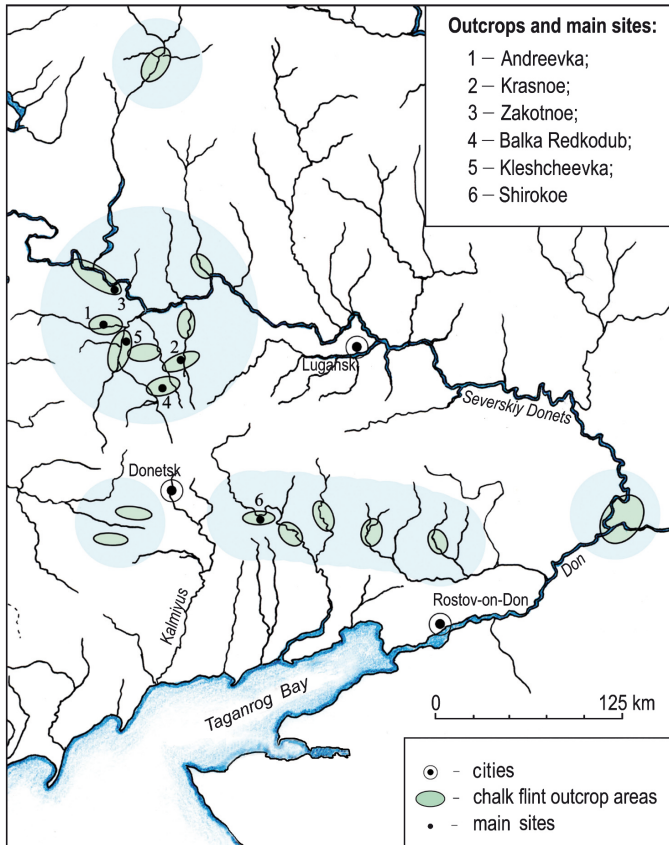 Outcrops and main sites:
1 – Andreevka;
2 – Krasnoe;
3 – Zakotnoe;
4 – Balka Redkodub;
5 – Kleshcheevka;
6 – Shirokoe
3
1
5
2
4
Lugansk
Severskiy Donets
Donetsk
6
Kalmiyus
Don
Rostov-on-Don
Taganrog Bay
0 125 km
- cities
- chalk flint outcrop areas
- main sites